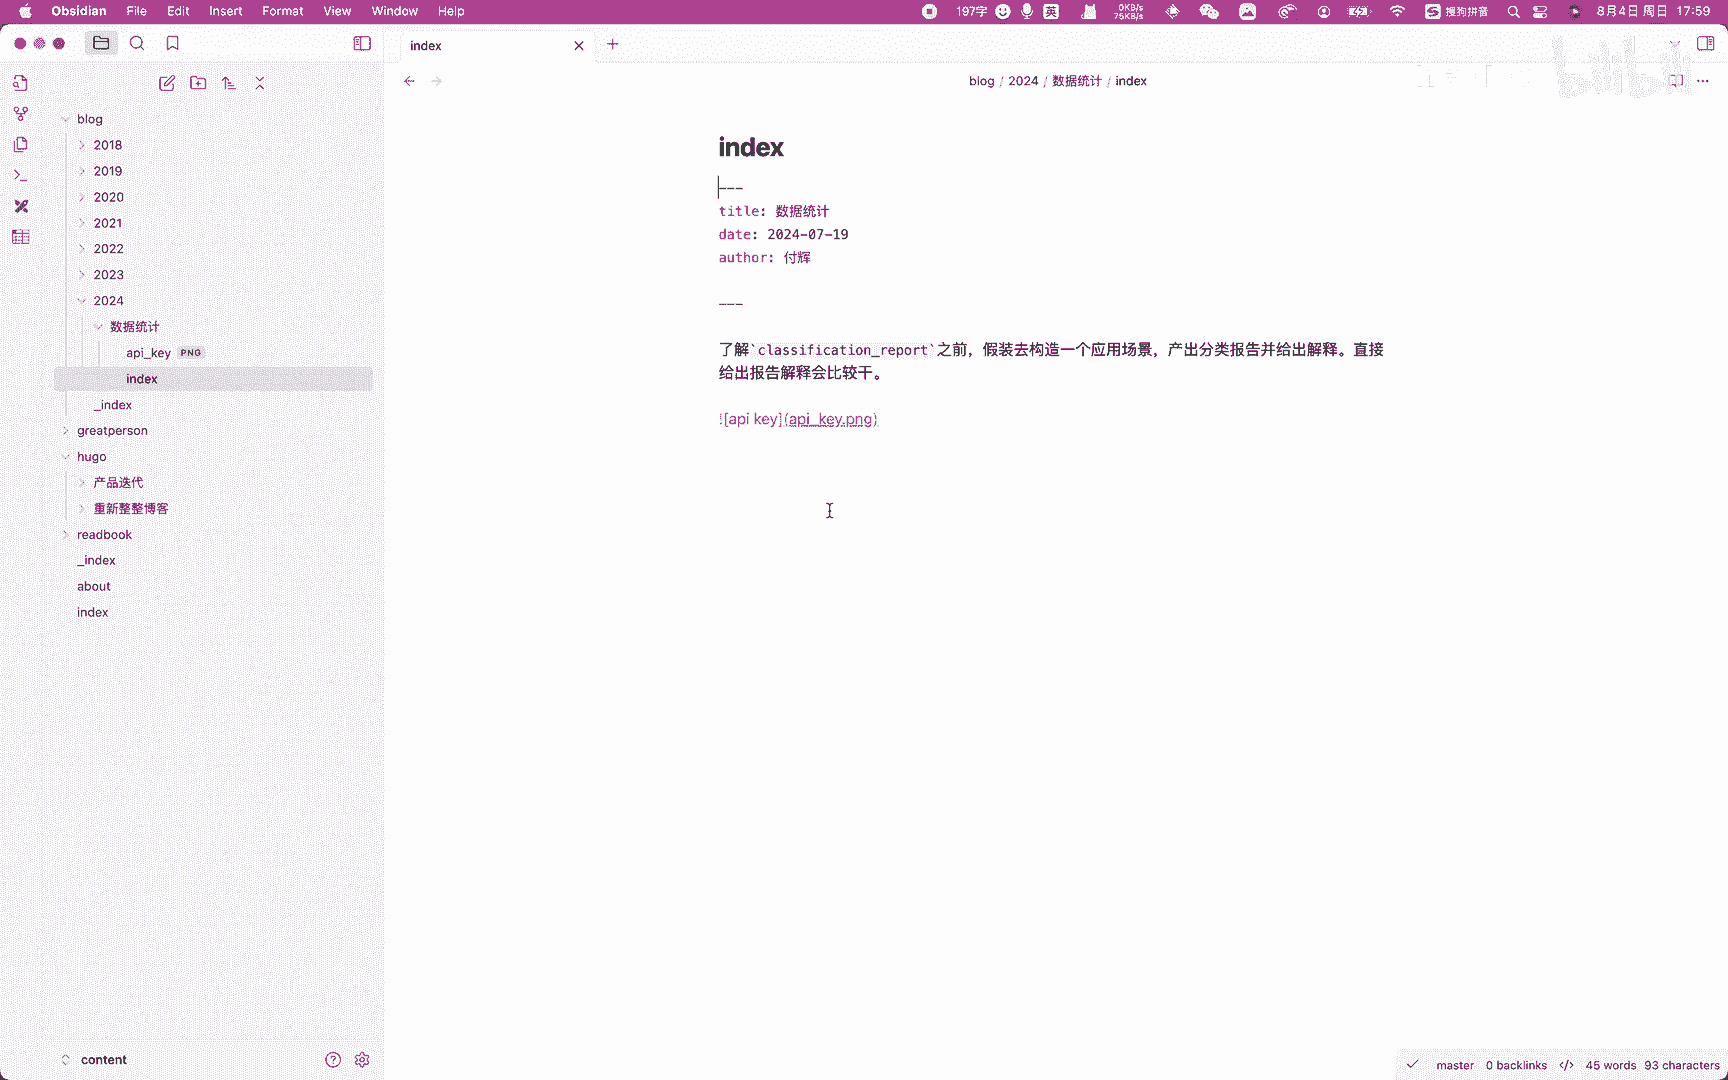 Obsidian File Edit Insert Format View Window Help
197字 英 0KB/s 75KB/s S 搜狗拼音 8月4日 周日 17:59
index
blog / 2024 / 数据统计 / index
blog
2018
2019
2020
2021
2022
2023
2024
数据统计
api_key PNG
index
_index
greatperson
hugo
产品迭代
重新整整博客
readbook
_index
about
index
content
index
---
title: 数据统计
date: 2024-07-19
author: 付辉
---
了解`classification_report`之前，假装去构造一个应用场景，产出分类报告并给出解释。直接
给出报告解释会比较干。
![api key](api_key.png)
bilibili
master 0 backlinks </> 45 words 93 characters